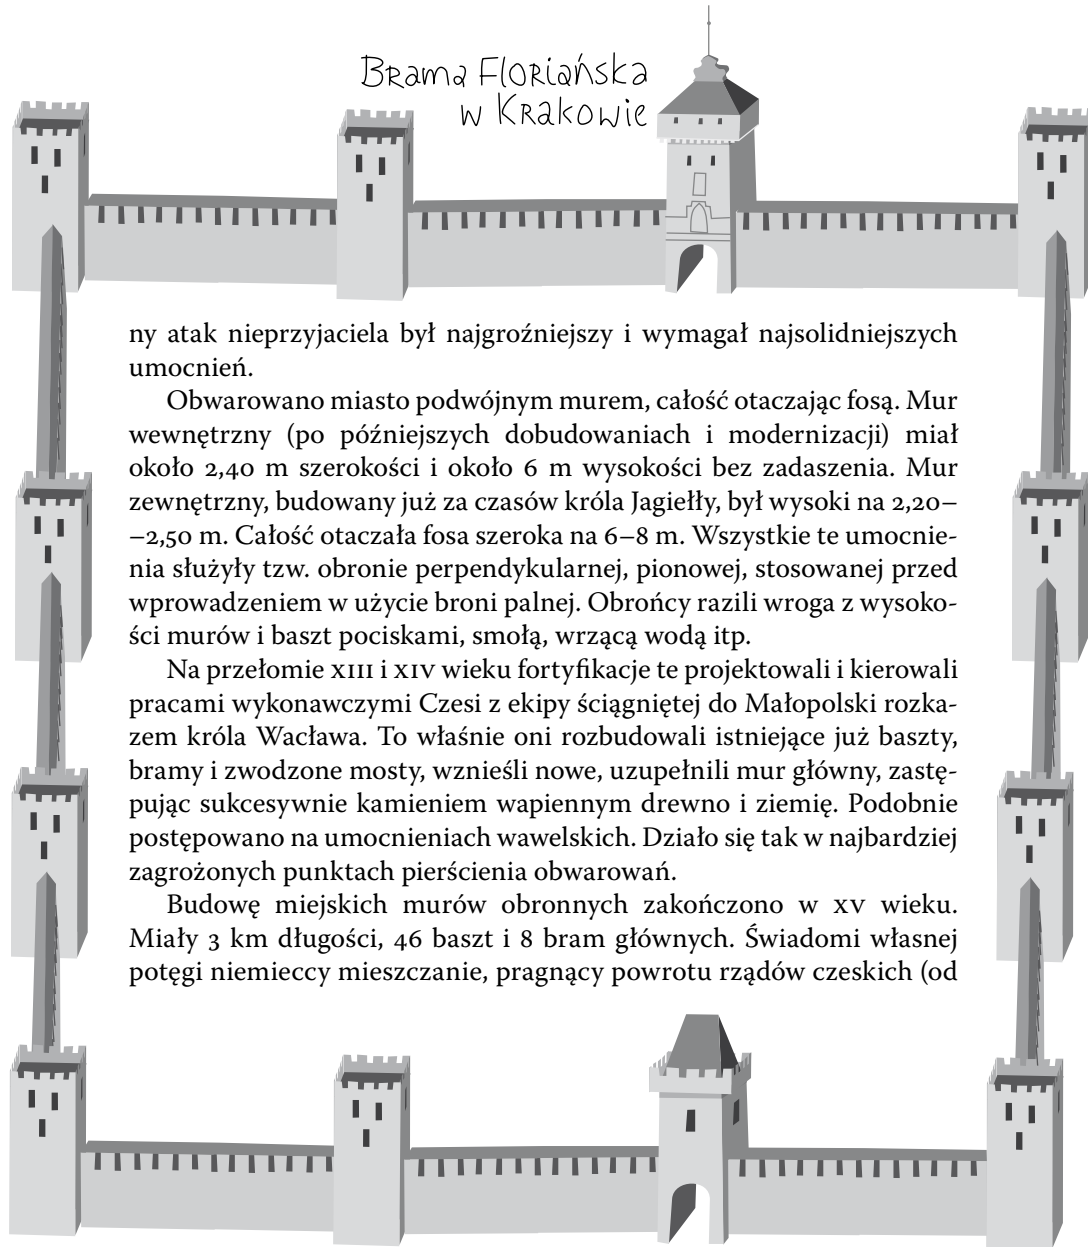 Brama Floriańska
w Krakowie
ny atak nieprzyjaciela był najgroźniejszy i wymagał najsolidniejszych
umocnień.
Obwarowano miasto podwójnym murem, całość otaczając fosą. Mur
wewnętrzny (po późniejszych dobudowaniach i modernizacji) miał
około 2,40 m szerokości i około 6 m wysokości bez zadaszenia. Mur
zewnętrzny, budowany już za czasów króla Jagiełły, był wysoki na 2,20–
–2,50 m. Całość otaczała fosa szeroka na 6–8 m. Wszystkie te umocnie-
nia służyły tzw. obronie perpendykularnej, pionowej, stosowanej przed
wprowadzeniem w użycie broni palnej. Obrońcy razili wroga z wysoko-
ści murów i baszt pociskami, smołą, wrzącą wodą itp.
Na przełomie XIII i XIV wieku fortyfikacje te projektowali i kierowali
pracami wykonawczymi Czesi z ekipy ściągniętej do Małopolski rozka-
zem króla Wacława. To właśnie oni rozbudowali istniejące już baszty,
bramy i zwodzone mosty, wznieśli nowe, uzupełnili mur główny, zastę-
pując sukcesywnie kamieniem wapiennym drewno i ziemię. Podobnie
postępowano na umocnieniach wawelskich. Działo się tak w najbardziej
zagrożonych punktach pierścienia obwarowań.
Budowę miejskich murów obronnych zakończono w XV wieku.
Miały 3 km długości, 46 baszt i 8 bram głównych. Świadomi własnej
potęgi niemieccy mieszczanie, pragnący powrotu rządów czeskich (od